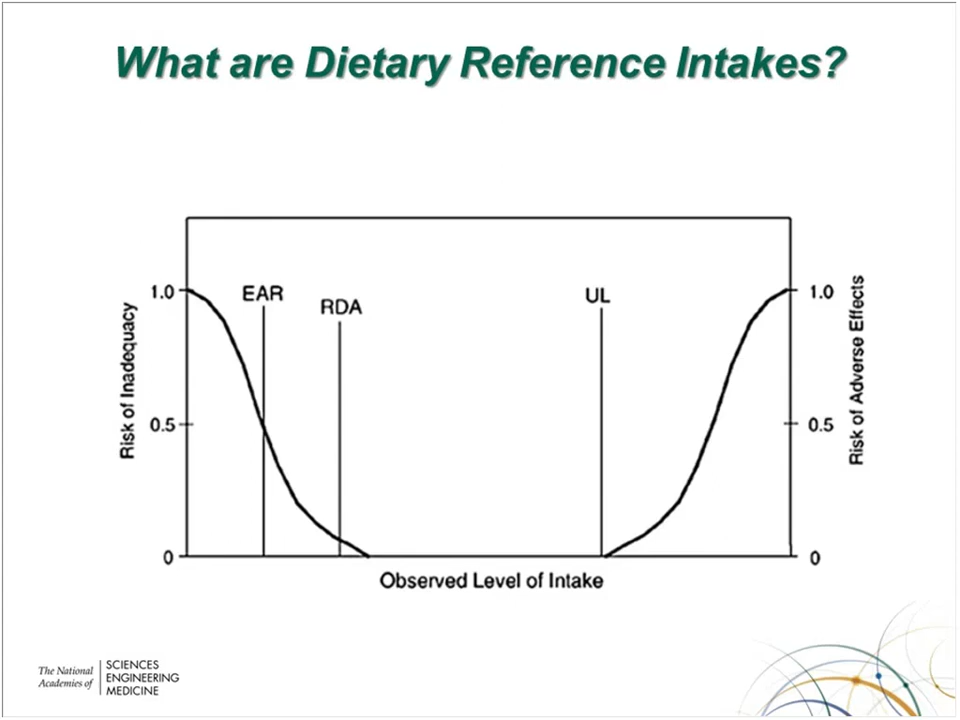 What are Dietary Reference Intakes?
1.0
EAR
RDA
UL
1.0
Risk of Inadequacy
0.5
0.5
Risk of Adverse Effects
0
0
Observed Level of Intake
The National
Academies of
SCIENCES
ENGINEERING
MEDICINE